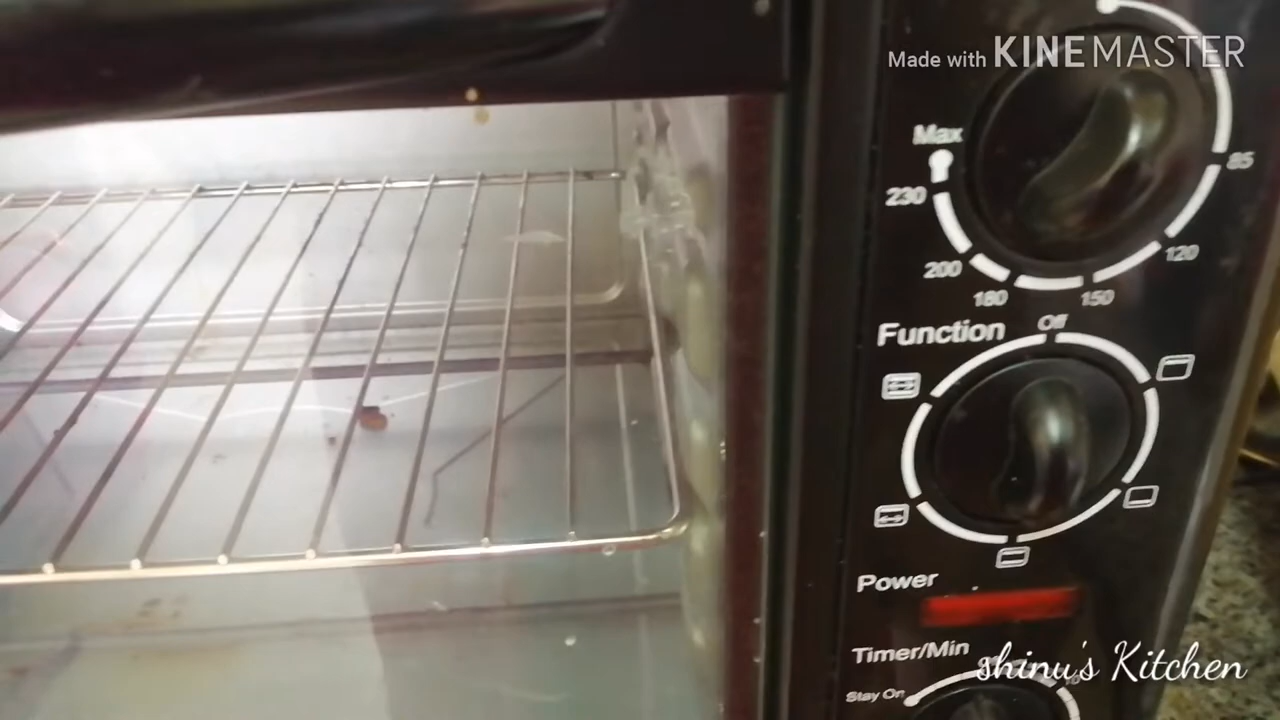 Made with KINEMASTER
Max
85
230
120
200
180
150
Function
Off
Power
Timer/Min
shinu's Kitchen
Stay On